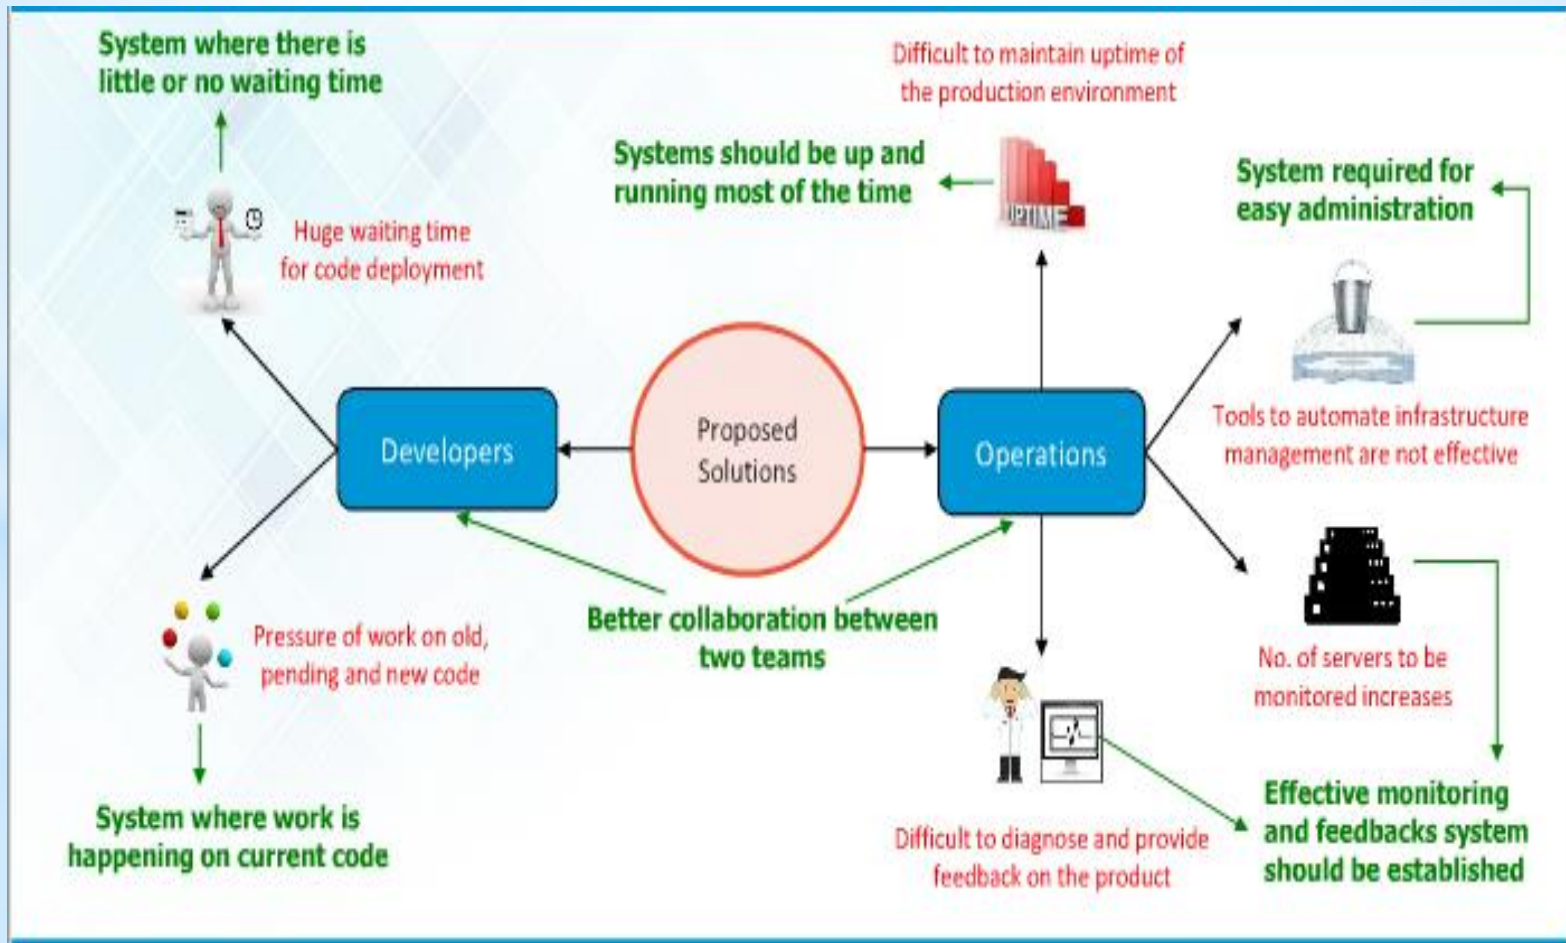 System where there is
little or no waiting time
Huge waiting time
for code deployment
Developers
Pressure of work on old,
pending and new code
System where work is
happening on current code
Proposed
Solutions
Better collaboration between
two teams
Difficult to maintain uptime of
the production environment
Systems should be up and
running most of the time
UPTIME
Operations
System required for
easy administration
Tools to automate infrastructure
management are not effective
No. of servers to be
monitored increases
Difficult to diagnose and provide
feedback on the product
Effective monitoring
and feedbacks system
should be established